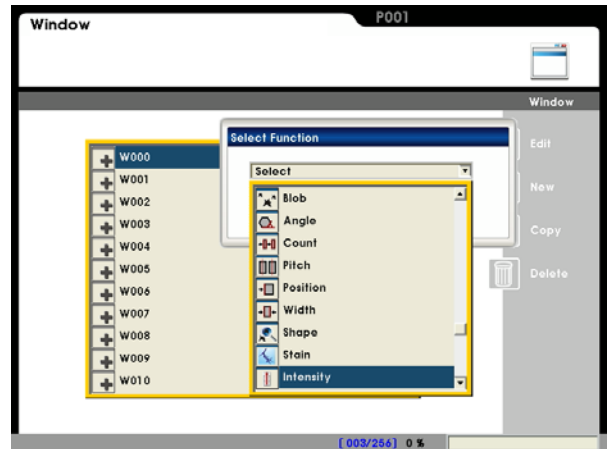 P001
Window
Window
Select Function
Edit
New
Copy
Delete
W000
W001
W002
W003
W004
W005
W006
W007
W008
W009
W010
Select
Blob
Angle
Count
Pitch
Position
Width
Shape
Stain
Intensity
[003/256] 0 %